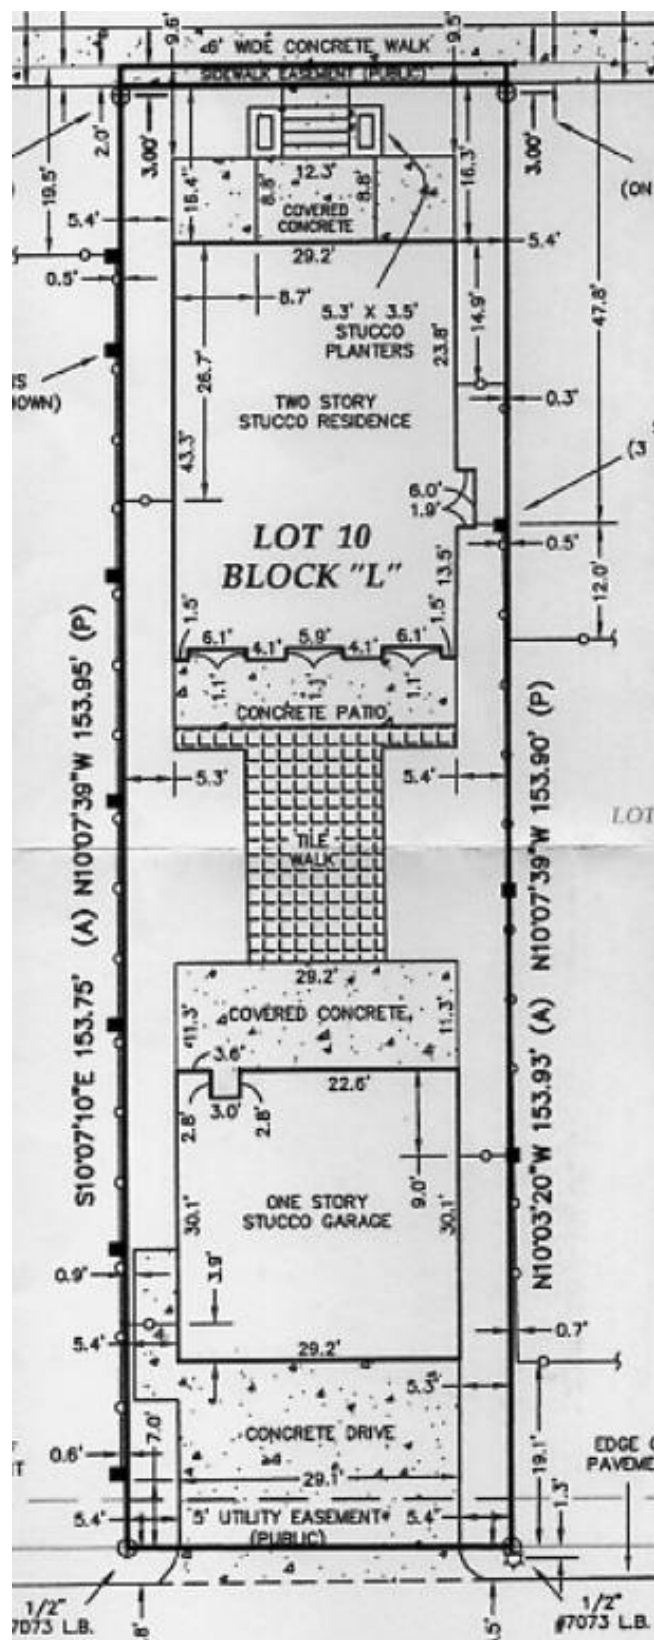 9.6'
9.5'
6' WIDE CONCRETE WALK
SIDEWALK EASEMENT (PUBLIC)
2.0'
3.00'
3.00'
19.5'
16.4'
8.8'
12.3'
8.8'
16.3'
(ON
5.4'
COVERED
CONCRETE
5.4'
29.2'
0.5'
8.7'
5.3' X 3.5'
STUCCO
PLANTERS
14.9'
47.8'
23.8'
26.7'
OWN)
TWO STORY
STUCCO RESIDENCE
0.3'
43.3'
(3
6.0'
1.9'
LOT 10
BLOCK "L"
0.5'
13.5'
12.0'
1.5'
6.1'
4.1'
5.9'
4.1'
6.1'
1.5'
1.1'
1.1'
1.1'
CONCRETE PATIO
5.3'
5.4'
N10°07'39"W 153.95' (P)
N10°07'39"W 153.90' (P)
LOT
TILE
WALK
S10°07'10"E 153.75' (A)
N10°03'20"W 153.93' (A)
29.2'
11.3'
COVERED CONCRETE
11.3'
3.6'
22.6'
2.8'
3.0'
2.8'
9.0'
30.1'
ONE STORY
STUCCO GARAGE
30.1'
0.9'
3.9'
0.7'
5.4'
29.2'
5.3'
7.0'
CONCRETE DRIVE
19.1'
0.6'
EDGE
PAVEME
29.1'
1.3'
5.4'
5' UTILITY EASEMENT
(PUBLIC)
5.4'
1/2"
7073 L.B.
1/2"
#7073 L.B.
.8'
.5'